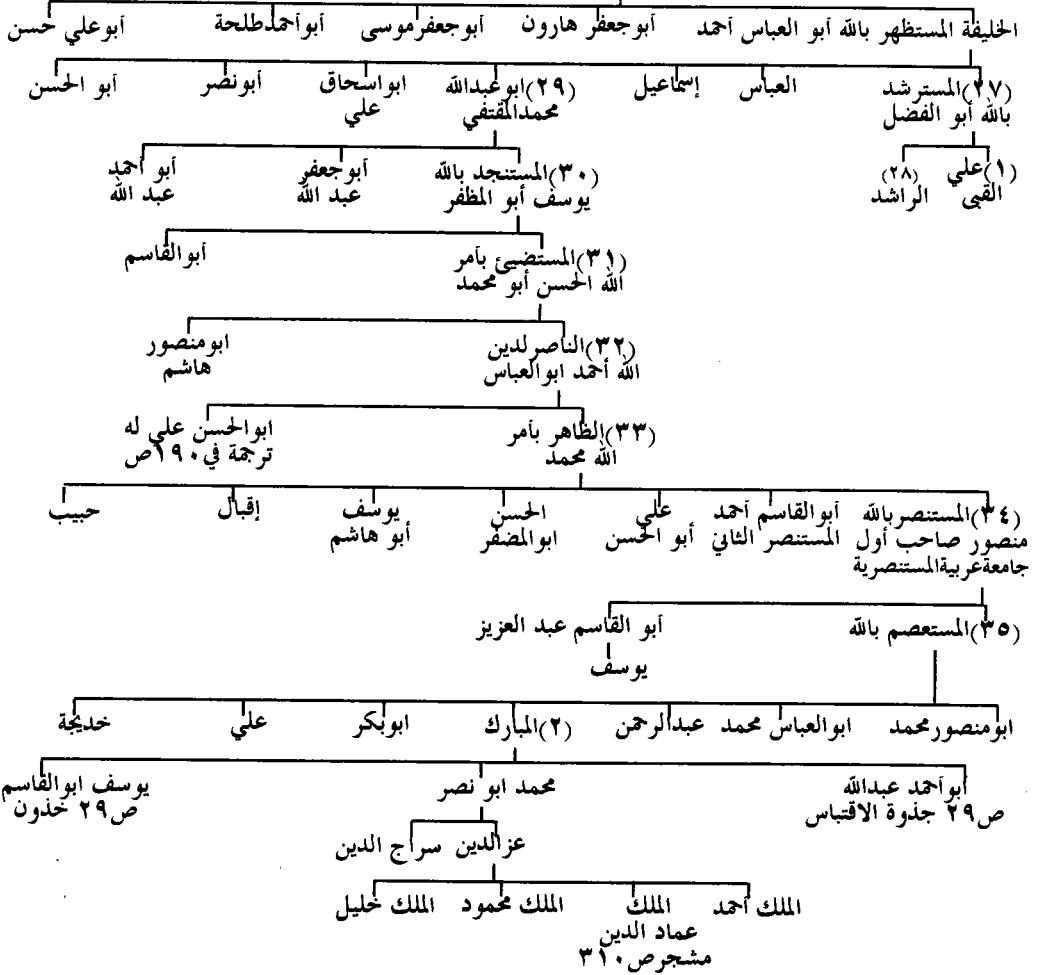 الخليفة المستظهر بالله أبو العباس أحمد أبوجعفر هارون أبوجعفرموسى أبوأحمدطلحة أبوعلي حسن
(٢٧)المسترشد العباس إسماعيل (٢٩)ابوعبدالله ابواسحاق أبونصر أبو الحسن
بالله أبو الفضل محمدالمقتفي علي
(١)علي (٢٨) (٣٠)المستنجد بالله أبوجعفر أبو أحمد
القبى الراشد يوسف أبو المظفر عبد الله عبد الله
(٣١)المستضيئ بأمر أبوالقاسم
الله الحسن أبو محمد
(٣٢)الناصرلدين ابومنصور
الله أحمد ابوالعباس هاشم
(٣٣)الظاهر بأمر ابوالحسن علي له
الله محمد ترجمة في١٩٠ص
(٣٤)المستنصربالله أبوالقاسم أحمد علي الحسن يوسف إقبال حبيب
منصور صاحب أول المستنصر الثاني أبو الحسن ابوالمضفر أبو هاشم
جامعةعربيةالمستنصرية
(٣٥)المستعصم بالله أبو القاسم عبد العزيز
يوسف
ابومنصورمحمد ابوالعباس محمد عبدالرحمن (٢)المبارك ابوبكر علي خديجة
أبوأحمد عبدالله محمد ابو نصر يوسف ابوالقاسم
ص٢٩ جذوة الاقتباس ص٢٩ خذون
عزالدين سراج الدين
الملك أحمد الملك الملك محمود الملك خليل
عماد الدين
مشجرص٣١٠